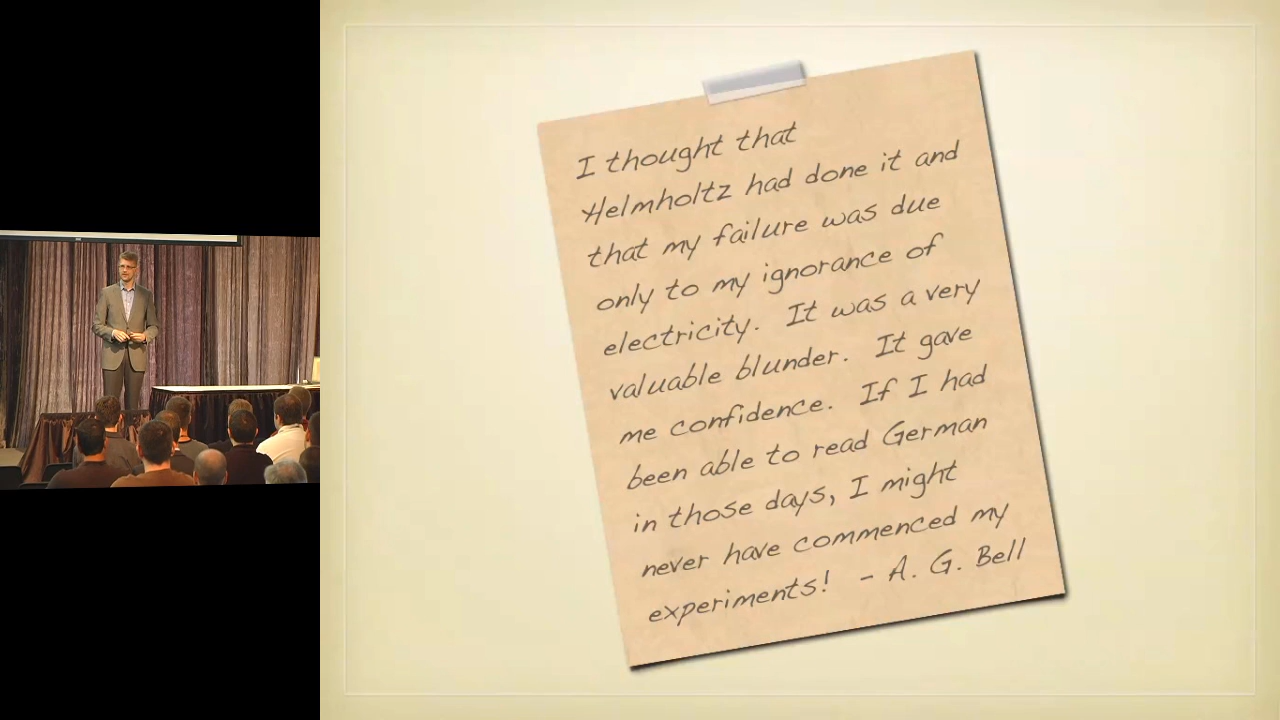 I thought that
Helmholtz had done it and
that my failure was due
only to my ignorance of
electricity. It was a very
valuable blunder. It gave
me confidence. If I had
been able to read German
in those days, I might
never have commenced my
experiments! - A. G. Bell